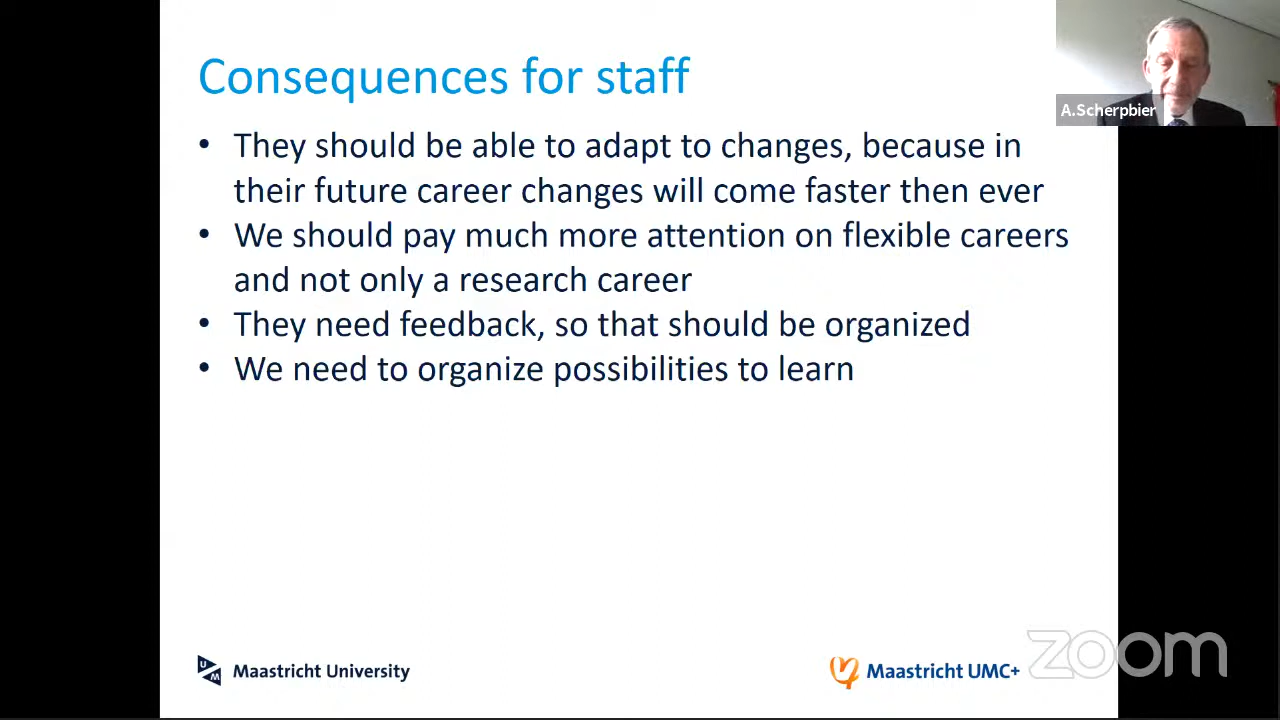 Consequences for staff
A.Scherpbier
• They should be able to adapt to changes, because in
their future career changes will come faster then ever
• We should pay much more attention on flexible careers
and not only a research career
• They need feedback, so that should be organized
• We need to organize possibilities to learn
UM Maastricht University
Maastricht UMC+
zoom